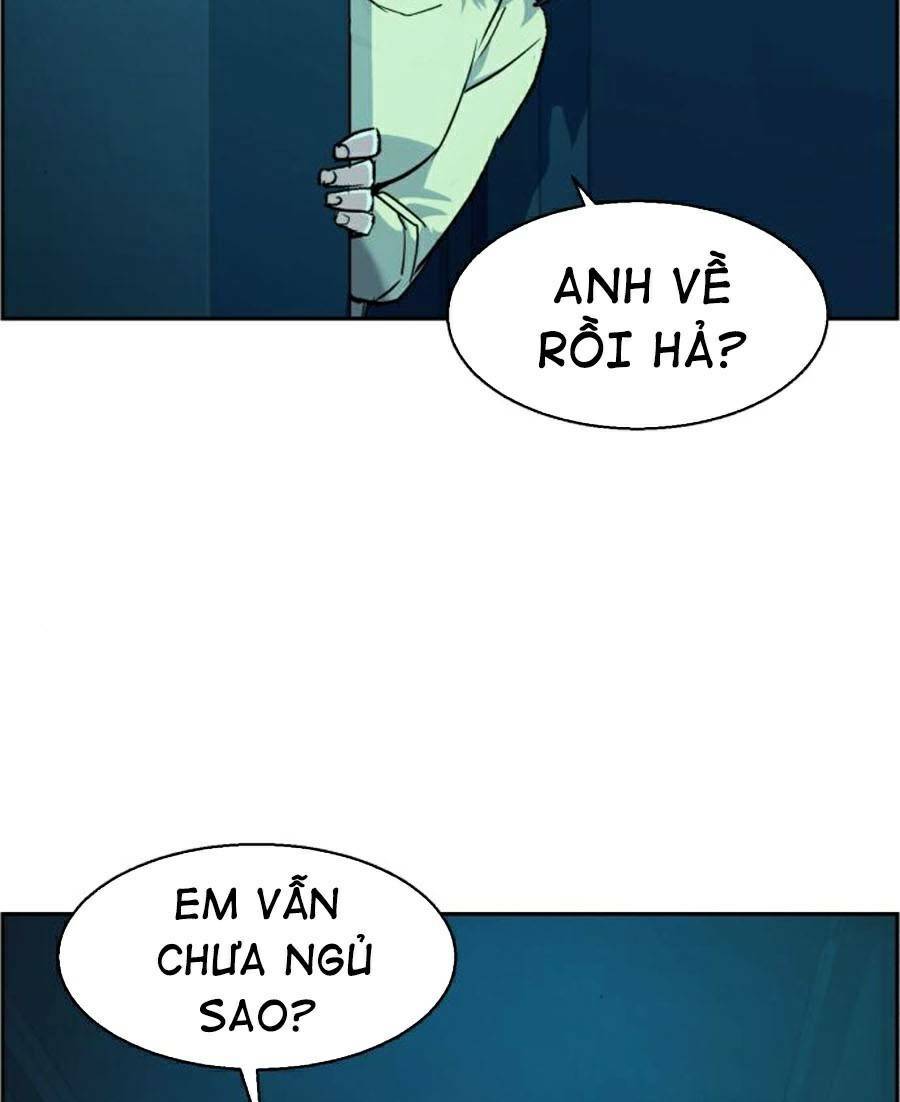 ANH VỀ
RỒI HẢ?
EM VẪN
CHƯA NGỦ
SAO?